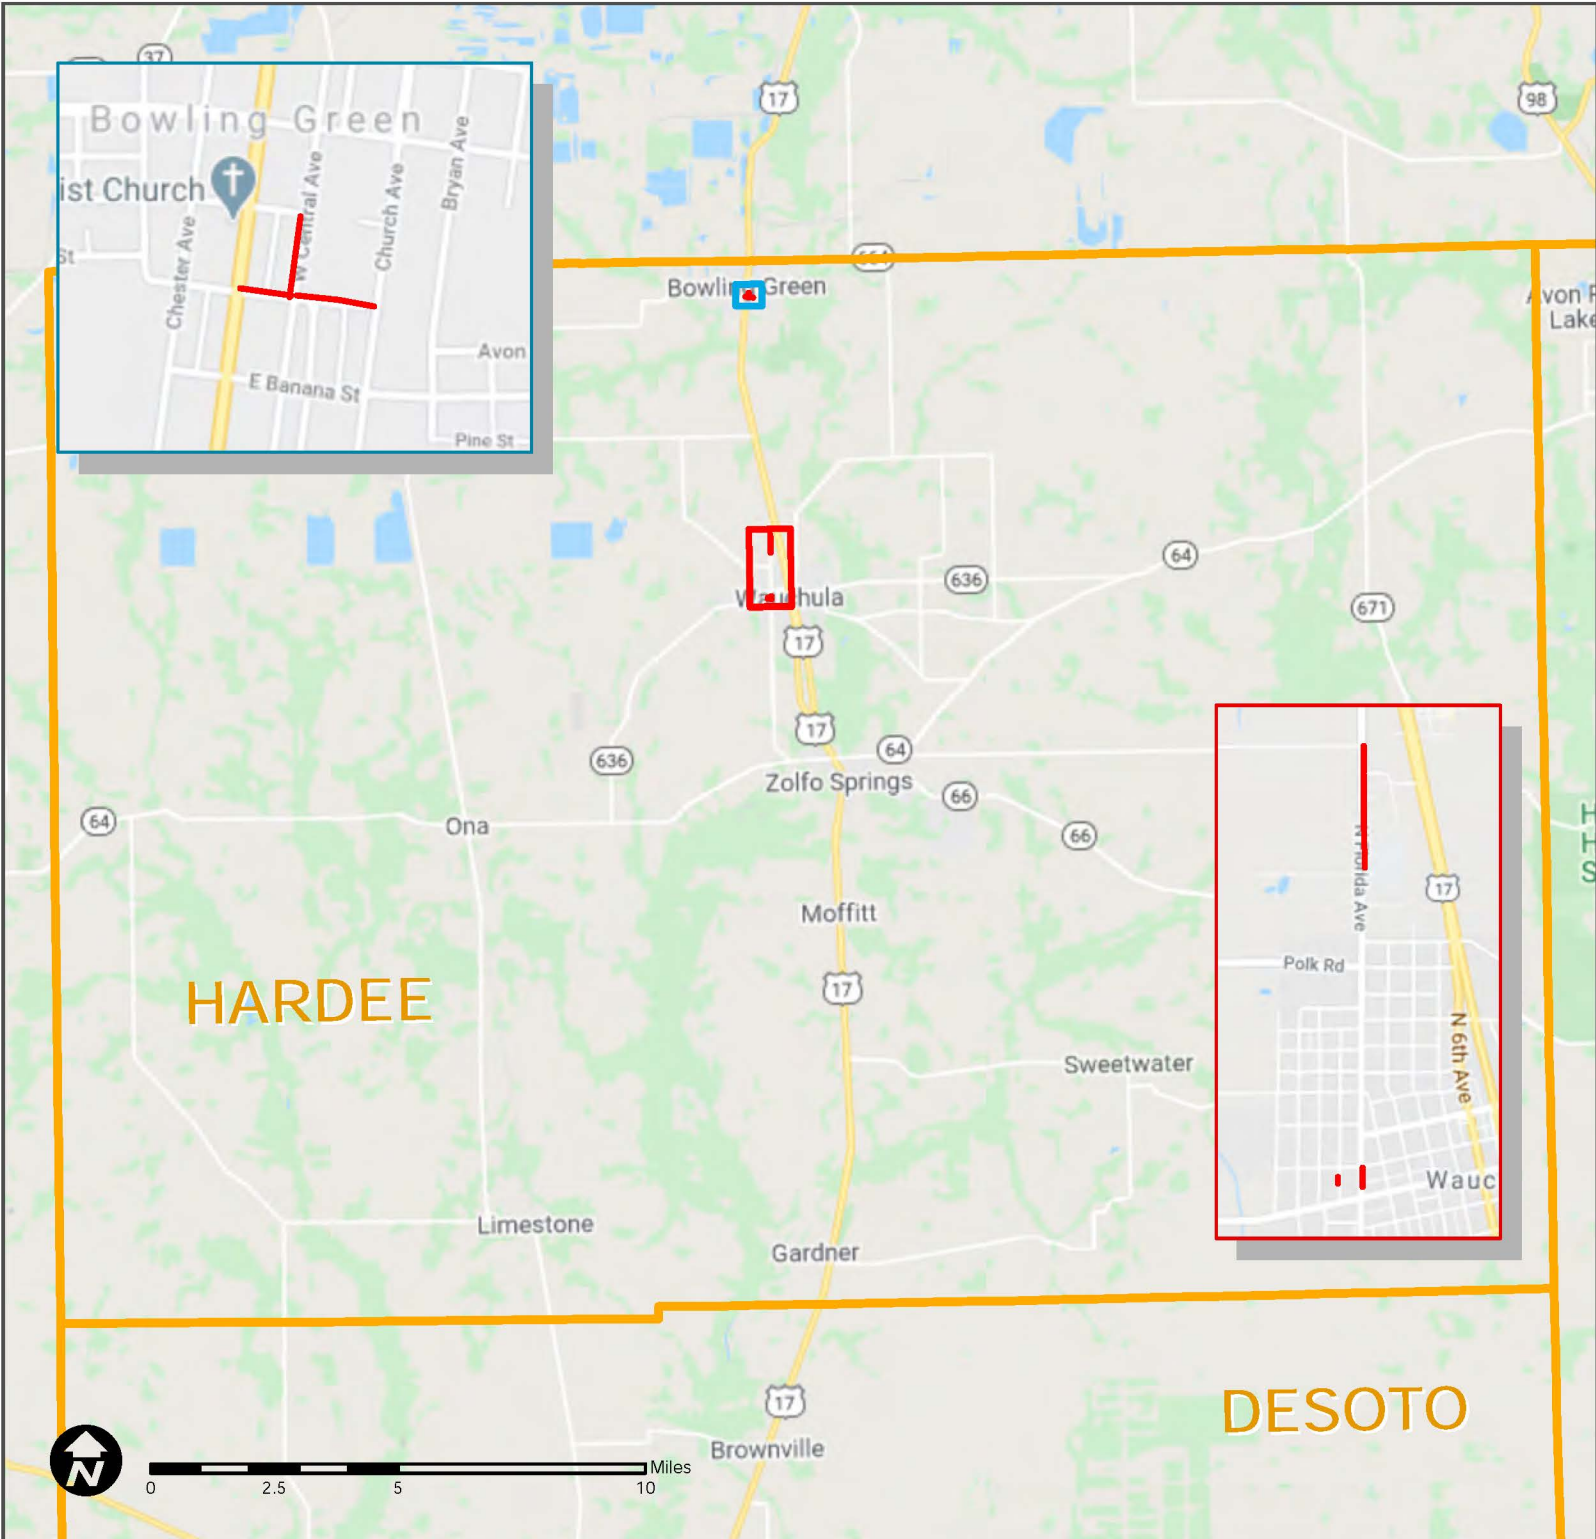 37
Bowling Green
ist Church
W Central Ave
Church Ave
Bryan Ave
Chester Ave
St
E Banana St
Avon
Pine St
17
98
664
Bowling Green
Avon P
Lake
64
636
Wauchula
671
17
17
64
636
Zolfo Springs
66
64
Ona
66
H
H
S
N Florida Ave
17
Moffitt
Polk Rd
17
HARDEE
N 6th Ave
Sweetwater
Wauc
Limestone
Gardner
17
DESOTO
Brownville
N
Miles
0 2.5 5 10